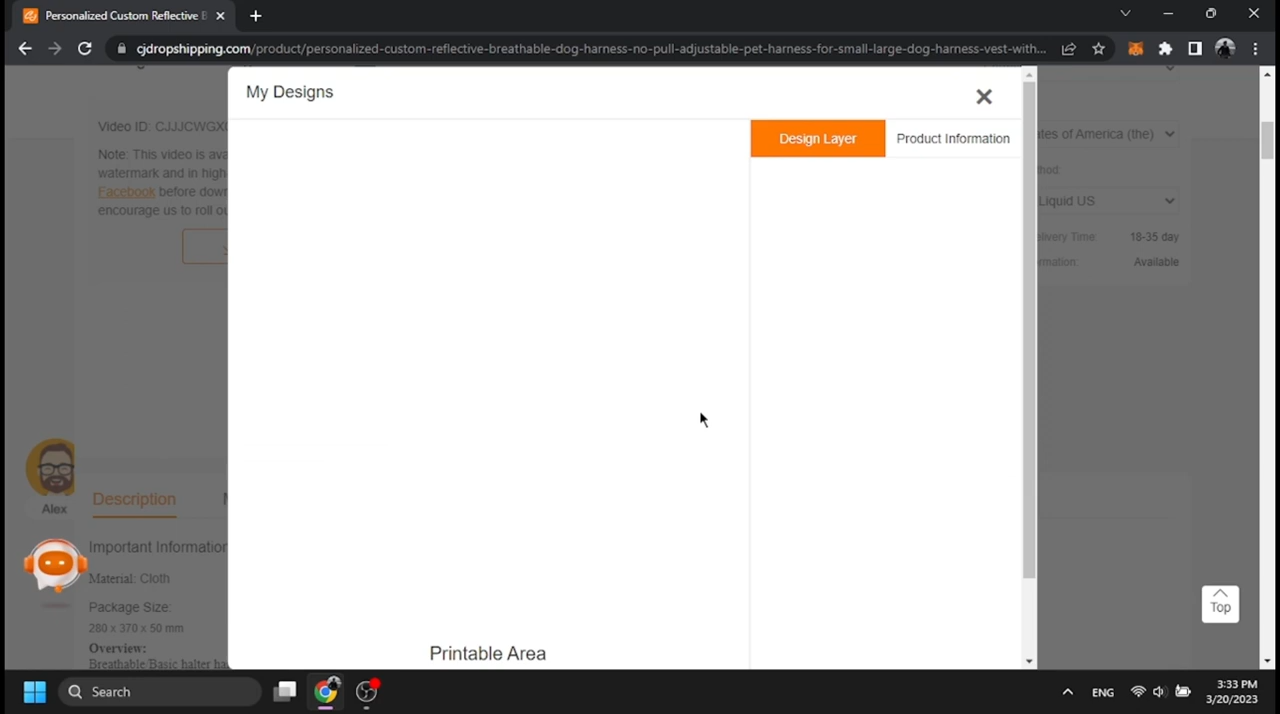 Personalized Custom Reflective B
cjdropshipping.com/product/personalized-custom-reflective-breathable-dog-harness-no-pull-adjustable-pet-harness-for-small-large-dog-harness-vest-with...
My Designs
Design Layer
Product Information
Video ID: CJJJCWGX
Note: This video is ava
watermark and in high
Facebook before down
encourage us to roll ou
tates of America (the)
thod:
Liquid US
elivery Time
18-35 day
ormation:
Available
Alex
Description
Important Information
Material: Cloth
Package Size:
280 x 370 x 50 mm
Overview:
Breathable/Basic halter ha
Printable Area
Top
Search
ENG
3:33 PM
3/20/2023